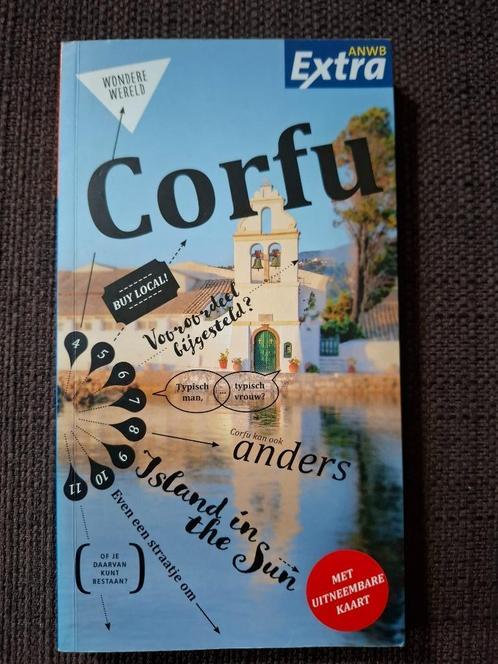 ANWB
Extra
WONDERE
WERELD
Corfu
BUY LOCAL!
Vooroordeel
bijgesteld?
4
5
6
7
8
9
10
11
Typisch
man,
...
typisch
vrouw?
Corfu kan ook
anders
Island in
the Sun
Even een straatje om
OF JE
DAARVAN
KUNT
BESTAAN?
MET
UITNEEMBARE
KAART